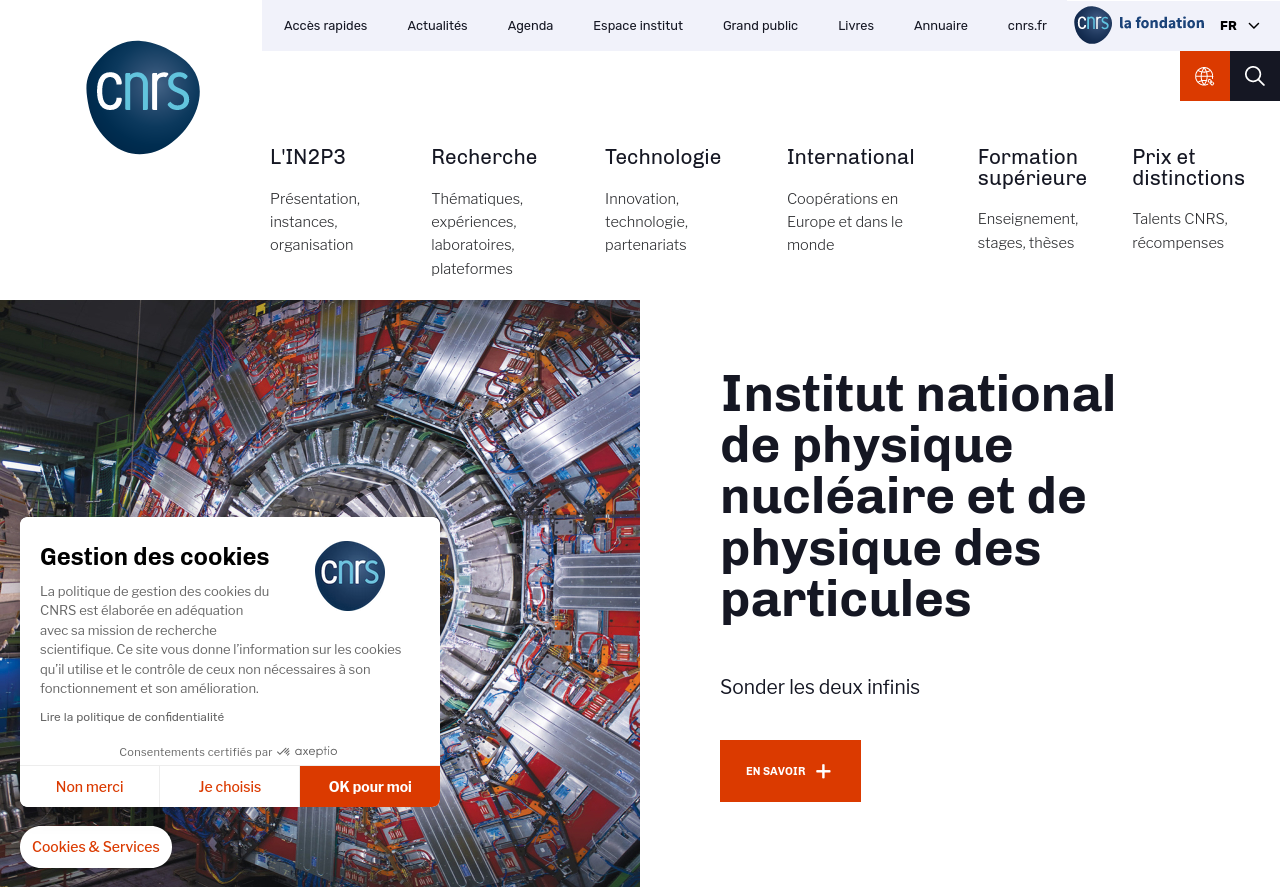 Accès rapides
Actualités
Agenda
Espace institut
Grand public
Livres
Annuaire
cnrs.fr
cnrs la fondation
FR
cnrs
L'IN2P3
Présentation,
instances,
organisation
Recherche
Thématiques,
expériences,
laboratoires,
plateformes
Technologie
Innovation,
technologie,
partenariats
International
Coopérations en
Europe et dans le
monde
Formation
supérieure
Enseignement,
stages, thèses
Prix et
distinctions
Talents CNRS,
récompenses
Institut national
de physique
nucléaire et de
physique des
particules
Sonder les deux infinis
EN SAVOIR
Gestion des cookies
cnrs
La politique de gestion des cookies du
CNRS est élaborée en adéquation
avec sa mission de recherche
scientifique. Ce site vous donne l'information sur les cookies
qu'il utilise et le contrôle de ceux non nécessaires à son
fonctionnement et son amélioration.
Lire la politique de confidentialité
Consentements certifiés par axeptio
Non merci
Je choisis
OK pour moi
Cookies & Services